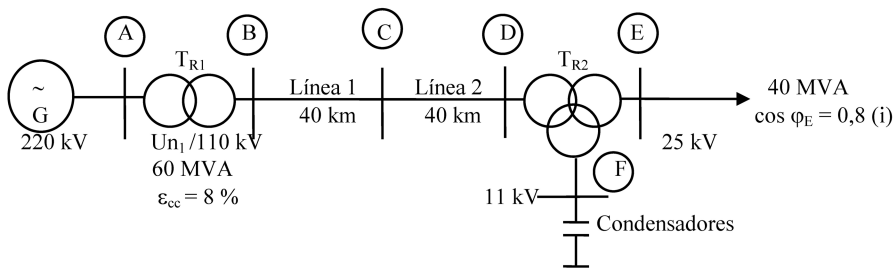 A
T_R1
B
C
D
T_R2
E
~
G
220 kV
Un₁ /110 kV
60 MVA
ε_cc = 8 %
Línea 1
40 km
Línea 2
40 km
25 kV
40 MVA
cos φ_E = 0,8 (i)
F
11 kV
Condensadores